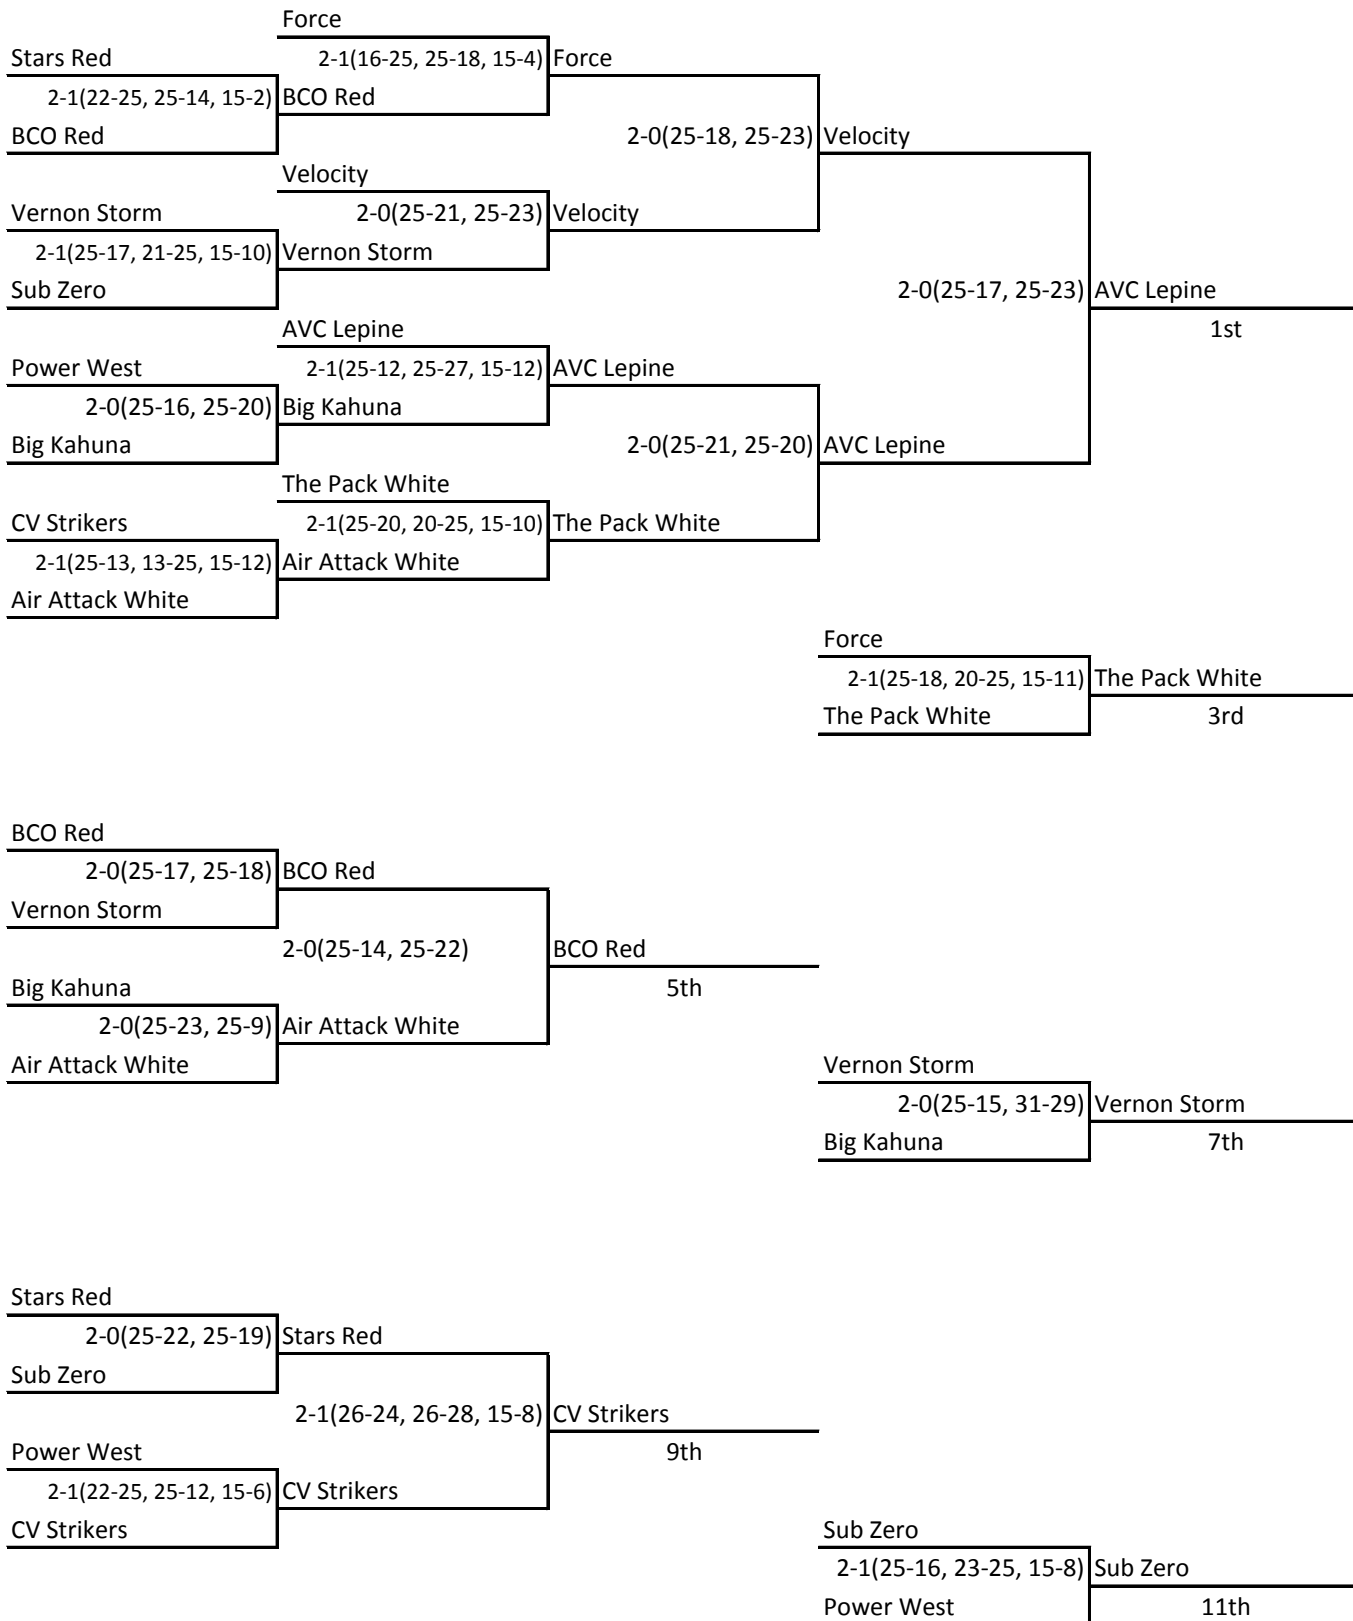 Force
Stars Red
2-1(16-25, 25-18, 15-4) Force
2-1(22-25, 25-14, 15-2) BCO Red
BCO Red
2-0(25-18, 25-23) Velocity
Velocity
Vernon Storm
2-0(25-21, 25-23) Velocity
2-1(25-17, 21-25, 15-10) Vernon Storm
Sub Zero
2-0(25-17, 25-23) AVC Lepine
AVC Lepine
1st
Power West
2-1(25-12, 25-27, 15-12) AVC Lepine
2-0(25-16, 25-20) Big Kahuna
Big Kahuna
2-0(25-21, 25-20) AVC Lepine
The Pack White
CV Strikers
2-1(25-20, 20-25, 15-10) The Pack White
2-1(25-13, 13-25, 15-12) Air Attack White
Air Attack White
Force
2-1(25-18, 20-25, 15-11) The Pack White
The Pack White
3rd
BCO Red
2-0(25-17, 25-18) BCO Red
Vernon Storm
2-0(25-14, 25-22)
BCO Red
Big Kahuna
5th
2-0(25-23, 25-9) Air Attack White
Air Attack White
Vernon Storm
2-0(25-15, 31-29) Vernon Storm
Big Kahuna
7th
Stars Red
2-0(25-22, 25-19) Stars Red
Sub Zero
2-1(26-24, 26-28, 15-8) CV Strikers
Power West
9th
2-1(22-25, 25-12, 15-6) CV Strikers
CV Strikers
Sub Zero
2-1(25-16, 23-25, 15-8) Sub Zero
Power West
11th